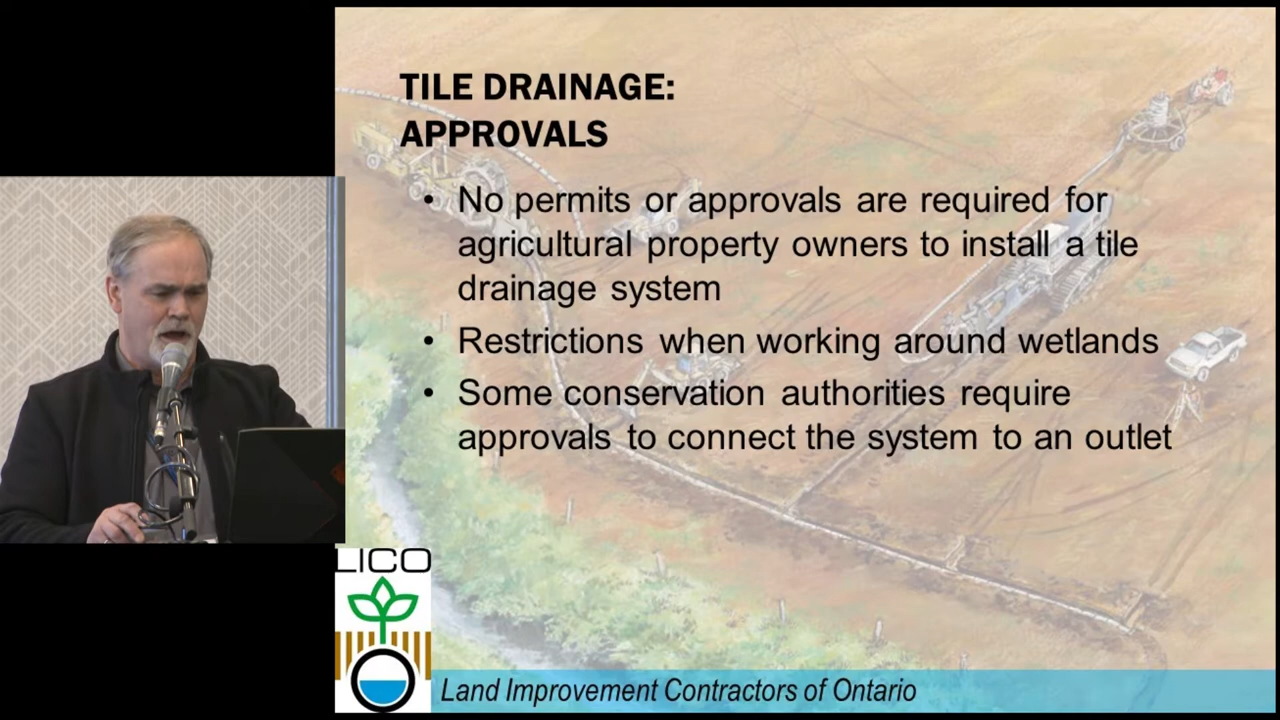 TILE DRAINAGE:
APPROVALS
• No permits or approvals are required for
agricultural property owners to install a tile
drainage system
• Restrictions when working around wetlands
• Some conservation authorities require
approvals to connect the system to an outlet
LICO
Land Improvement Contractors of Ontario